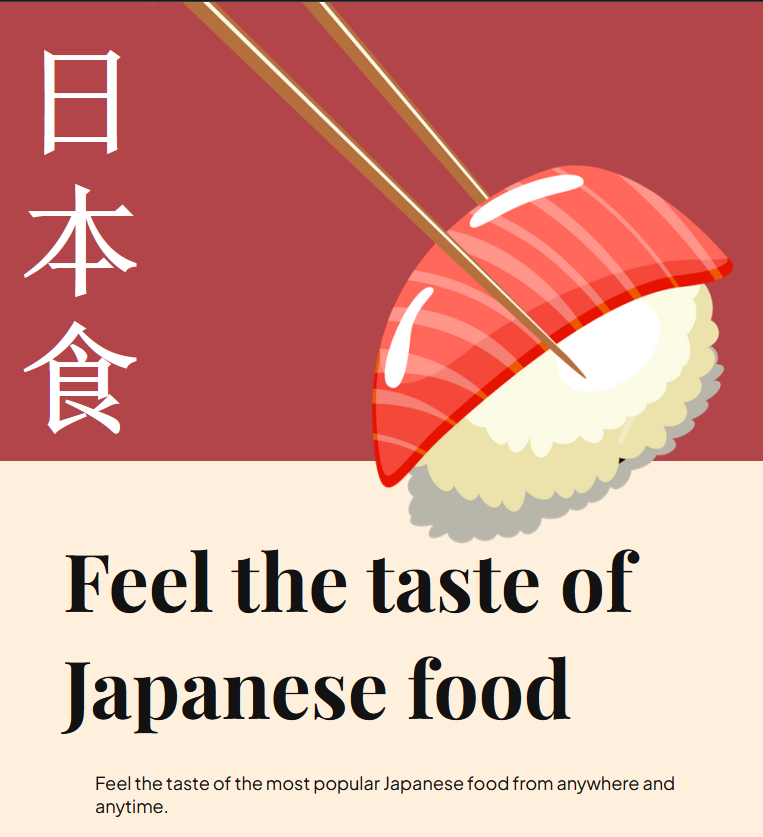 日本食
Feel the taste of
Japanese food
Feel the taste of the most popular Japanese food from anywhere and
anytime.